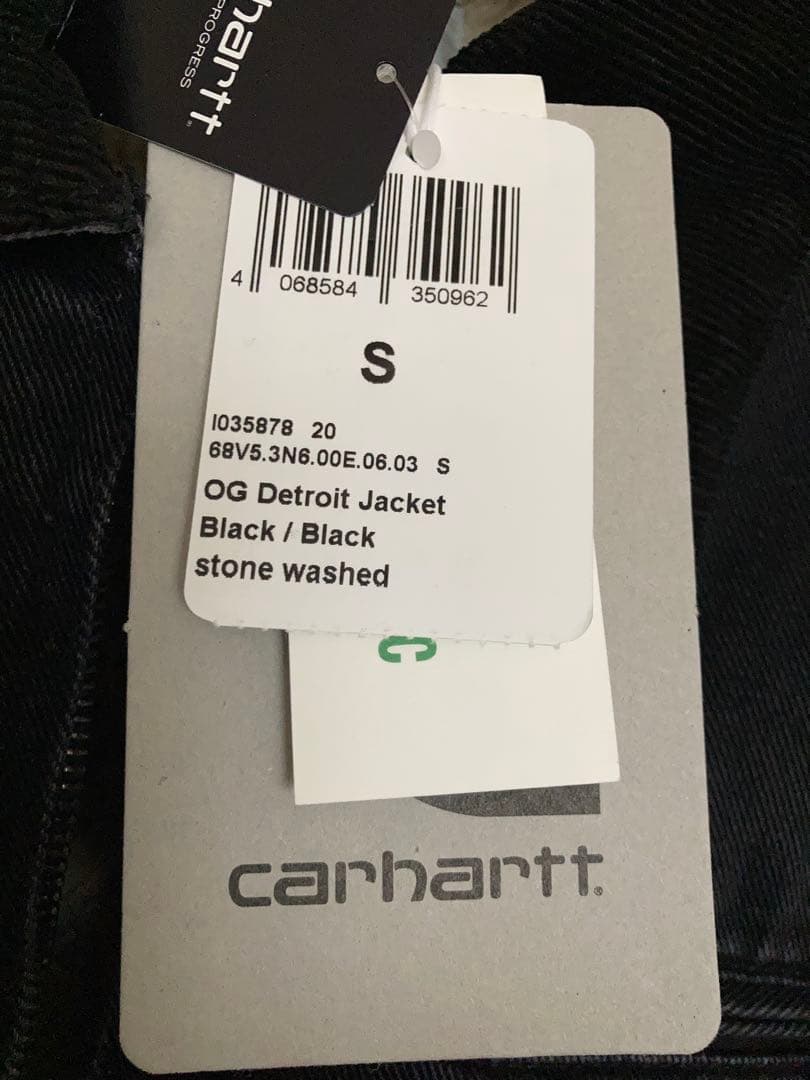 hartt
PROGRESS
4 068584 350962
S
I035878 20
68V5.3N6.00E.06.03 S
OG Detroit Jacket
Black / Black
stone washed
carhartt®